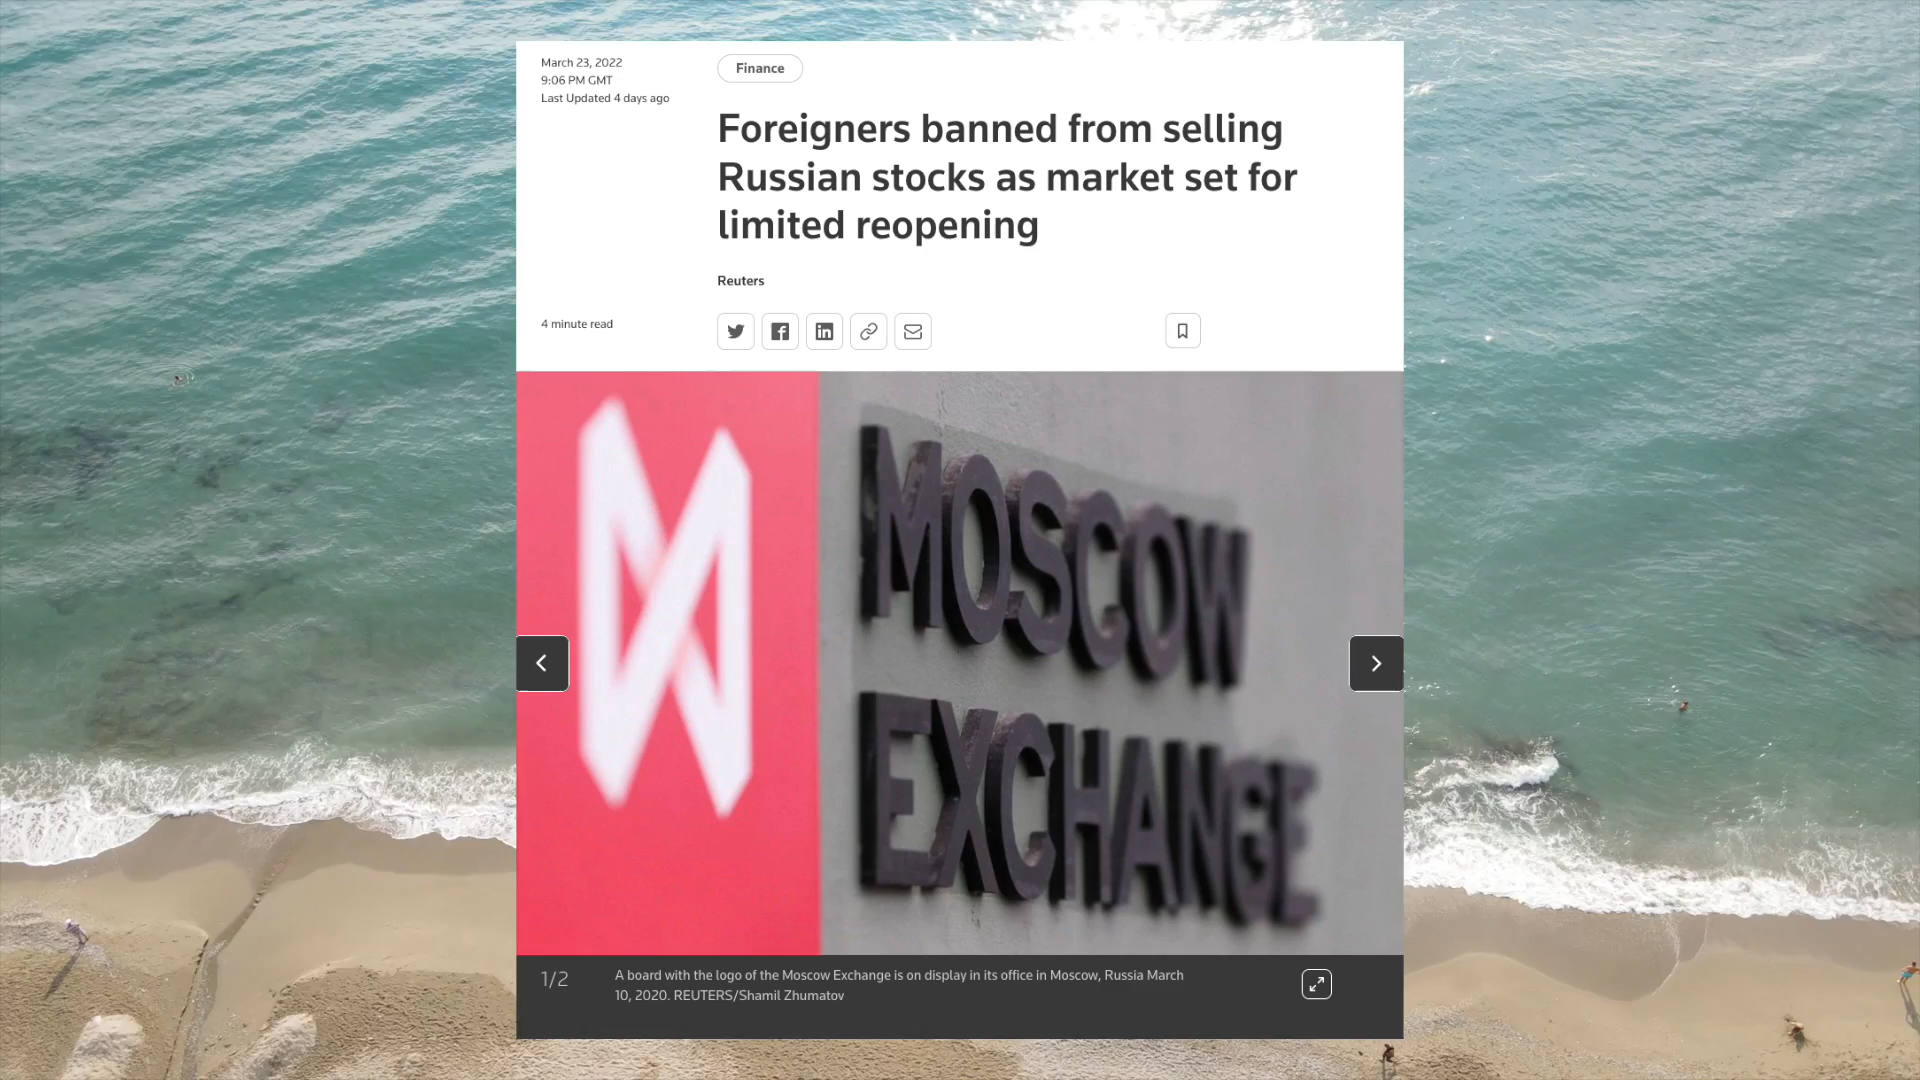 March 23, 2022
9:06 PM GMT
Last Updated 4 days ago
Finance
Foreigners banned from selling
Russian stocks as market set for
limited reopening
Reuters
4 minute read
MOSCOW
EXCHANGE
1/2
A board with the logo of the Moscow Exchange is on display in its office in Moscow, Russia March
10, 2020. REUTERS/Shamil Zhumatov